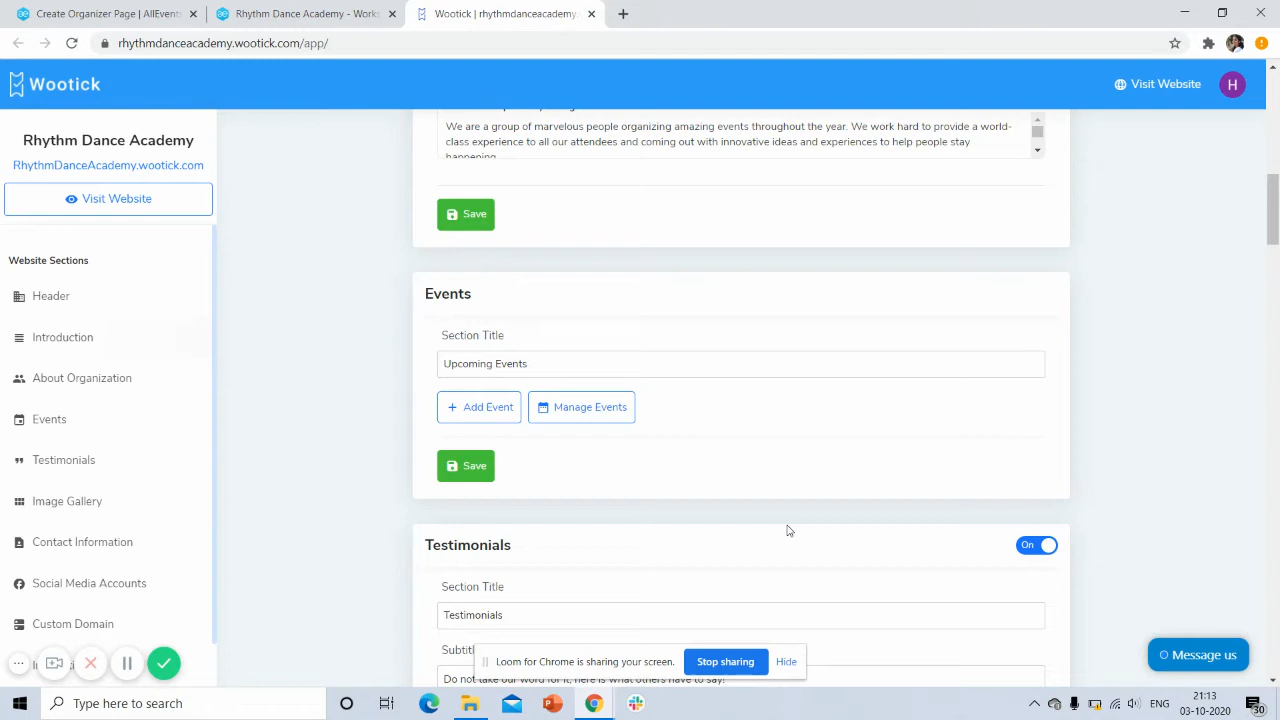 Create Organizer Page | AllEvents
Rhythm Dance Academy - Works
Wootick | rhythmdanceacademy.
rhythmdanceacademy.wootick.com/app/
Wootick
Visit Website
H
Rhythm Dance Academy
RhythmDanceAcademy.wootick.com
Visit Website
Website Sections
Header
Introduction
About Organization
Events
Testimonials
Image Gallery
Contact Information
Social Media Accounts
Custom Domain
We are a group of marvelous people organizing amazing events throughout the year. We work hard to provide a world-
class experience to all our attendees and coming out with innovative ideas and experiences to help people stay
happening.
Save
Events
Section Title
Upcoming Events
Add Event
Manage Events
Save
Testimonials
On
Section Title
Testimonials
Subtitle
Do not take our word for it, here is what others have to say!
Loom for Chrome is sharing your screen.
Stop sharing
Hide
Message us
Type here to search
21:13
03-10-2020
30